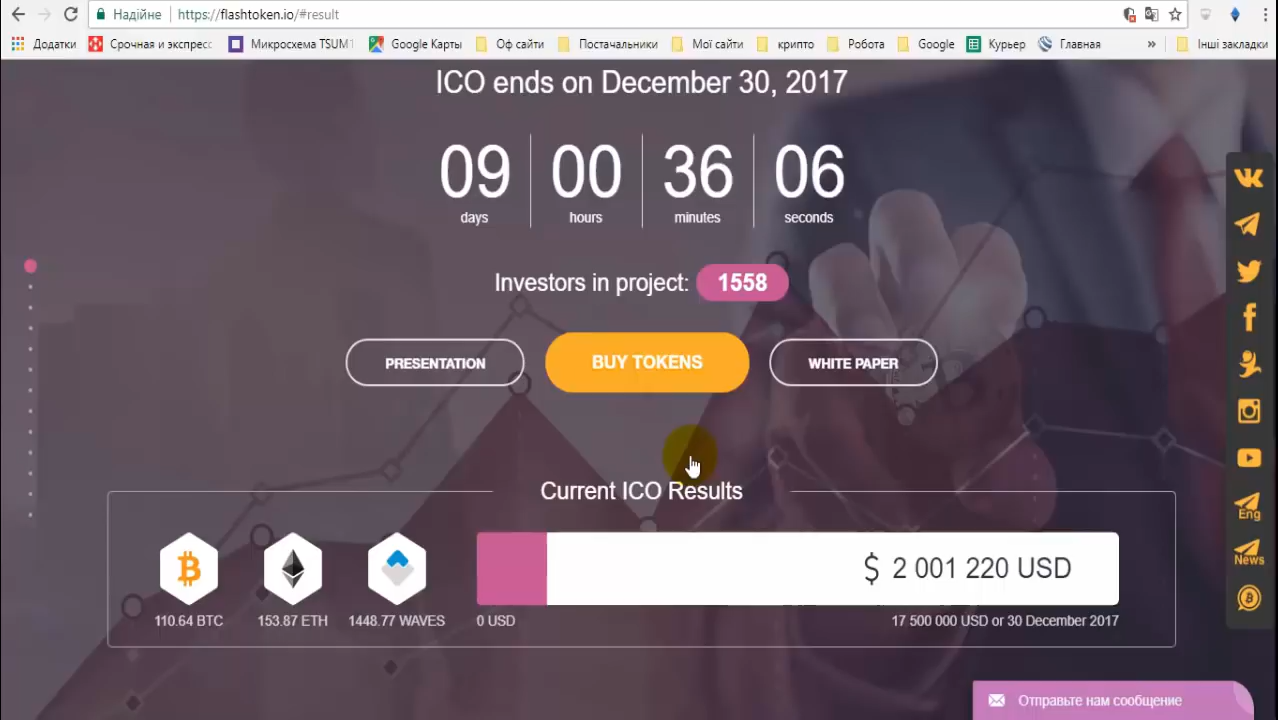 Надійне
https://flashtoken.io/#result
Додатки
Срочная и экспресс
Микросхема TSUM1
Google Карты
Оф сайти
Постачальники
Мої сайти
крипто
Робота
Google
Курьер
Главная
»
Інші закладки
ICO ends on December 30, 2017
09 00 36 06
days hours minutes seconds
Investors in project: 1558
PRESENTATION
BUY TOKENS
WHITE PAPER
Current ICO Results
$ 2 001 220 USD
110.64 BTC
153.87 ETH
1448.77 WAVES
0 USD
17 500 000 USD or 30 December 2017
Eng
News
Отправьте нам сообщение